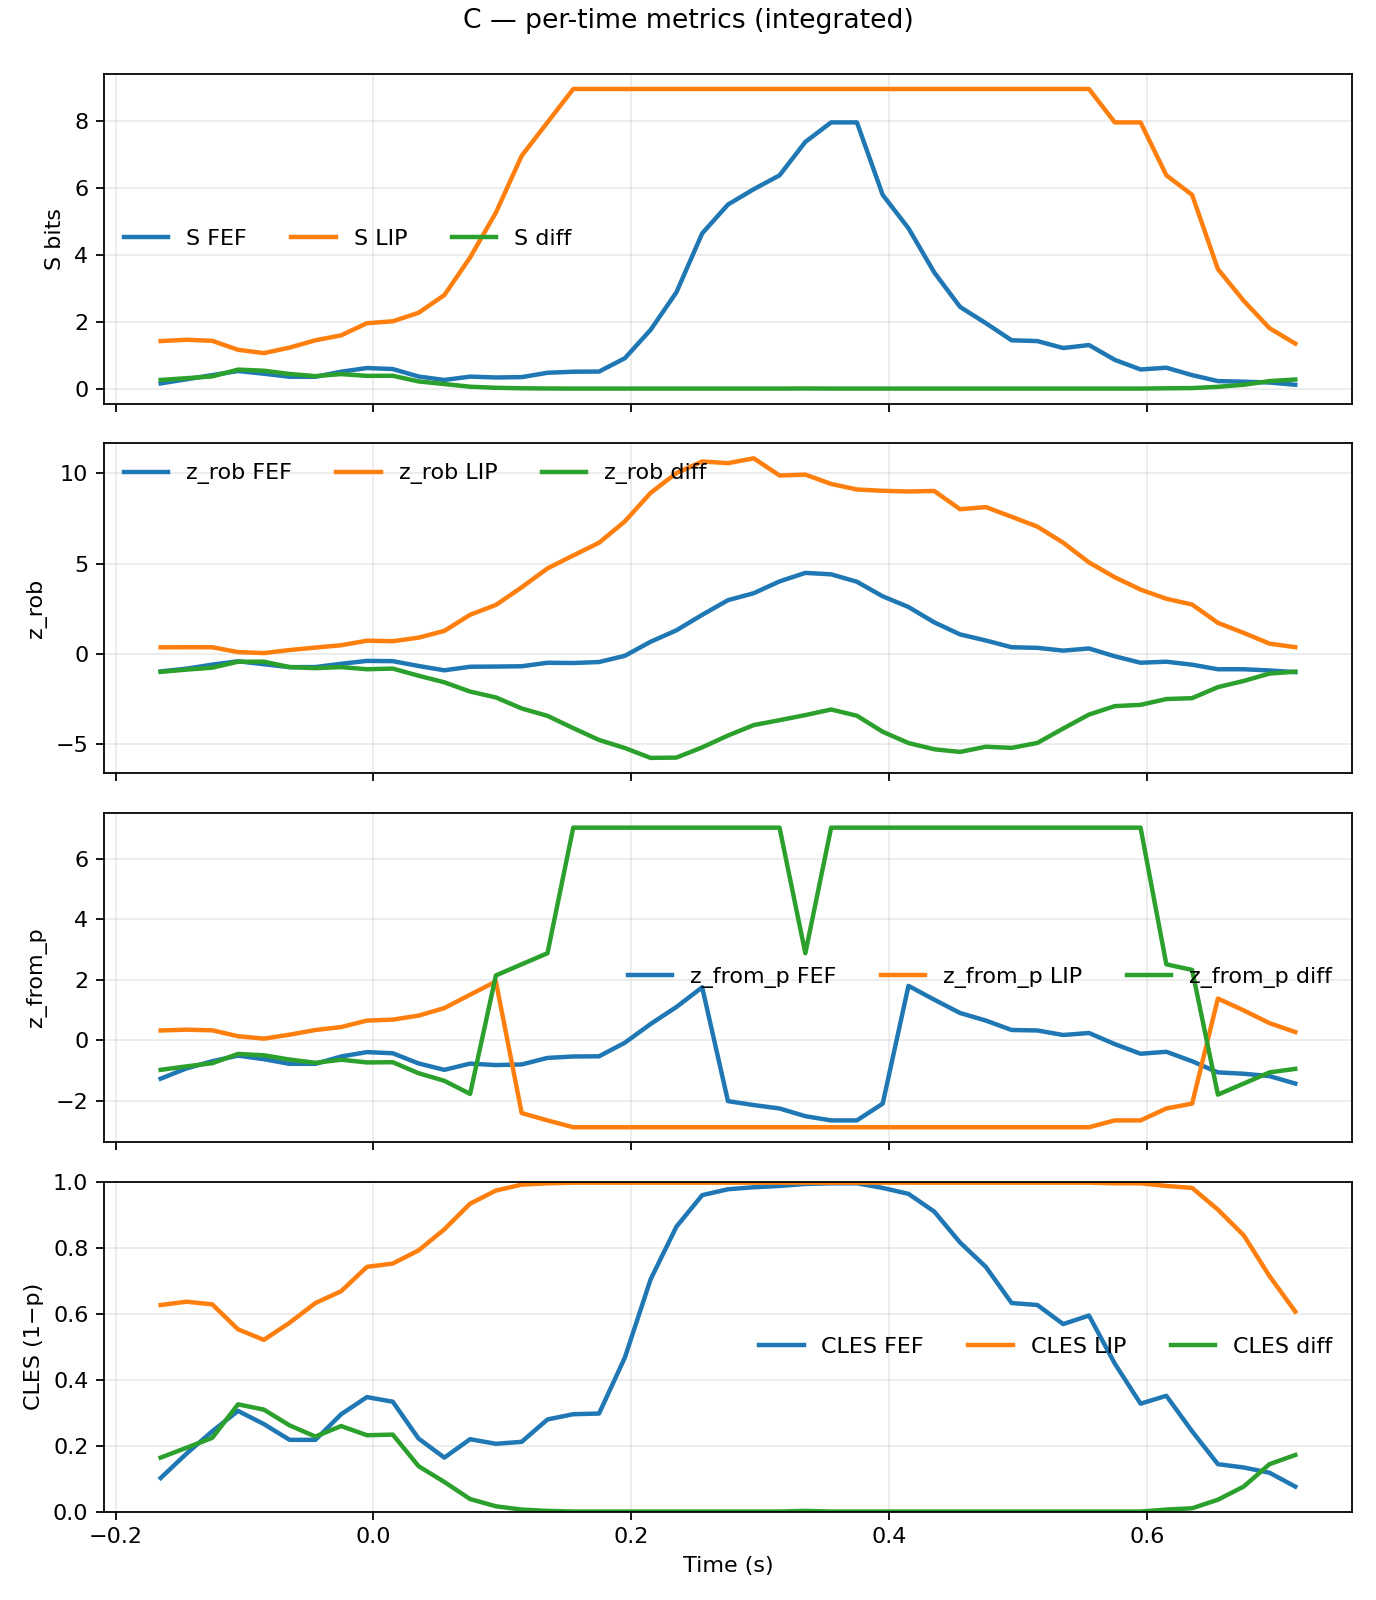 C — per-time metrics (integrated)
8
6
4
2
0
S bits
S FEF S LIP S diff
10
5
0
−5
z_rob
z_rob FEF z_rob LIP z_rob diff
6
4
2
0
−2
z_from_p
z_from_p FEF z_from_p LIP z_from_p diff
1.0
0.8
0.6
0.4
0.2
0.0
CLES (1−p)
CLES FEF CLES LIP CLES diff
−0.2 0.0 0.2 0.4 0.6
Time (s)